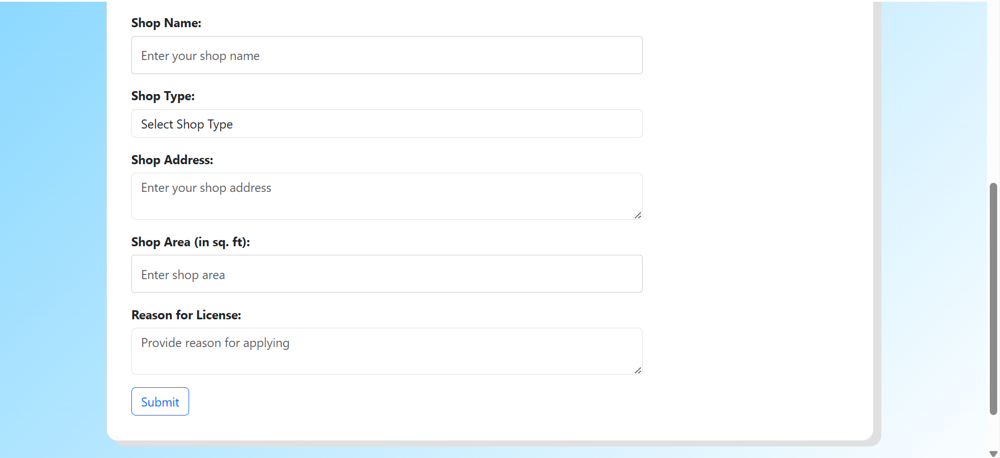 Shop Name:
Enter your shop name
Shop Type:
Select Shop Type
Shop Address:
Enter your shop address
Shop Area (in sq. ft):
Enter shop area
Reason for License:
Provide reason for applying
Submit